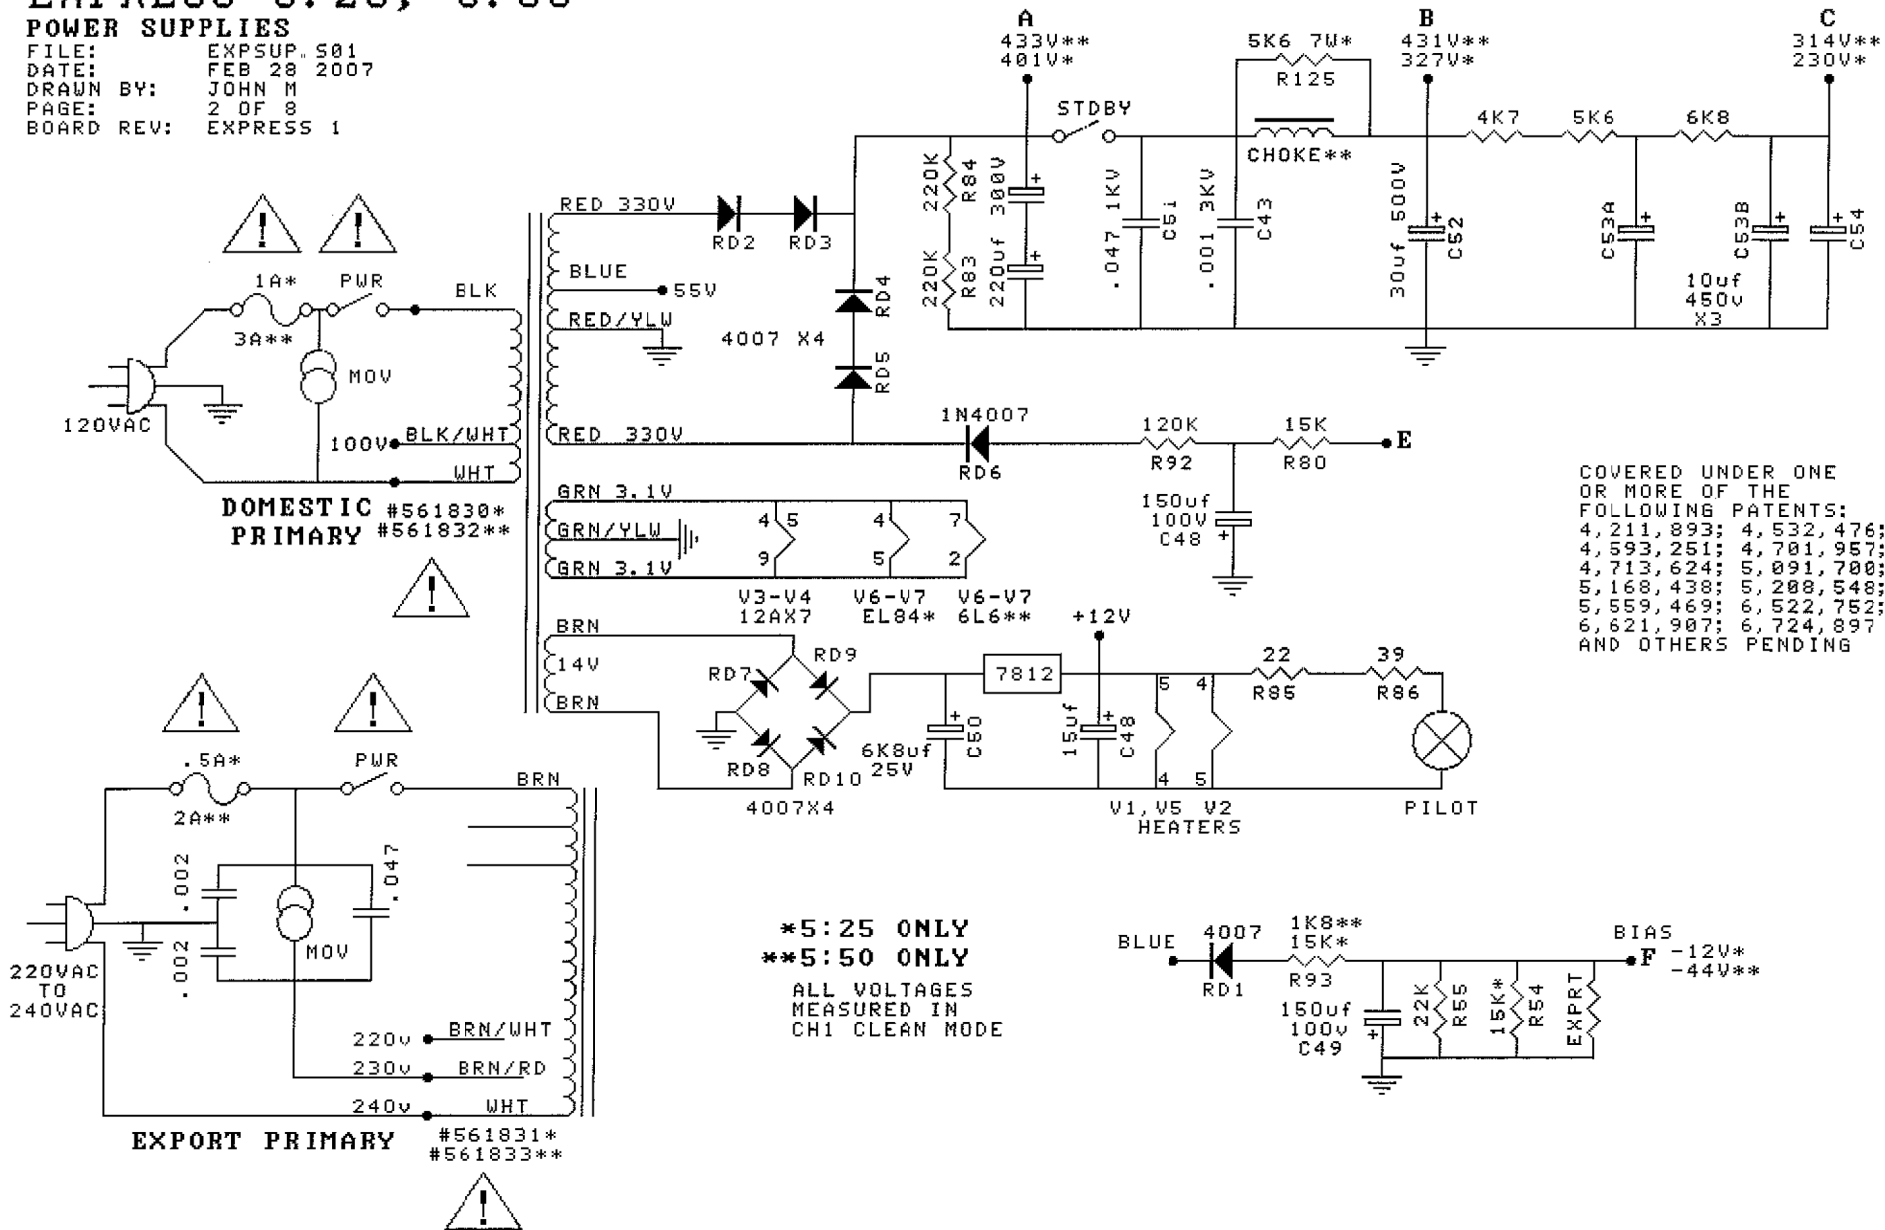 POWER SUPPLIES
FILE: EXPSUP.S01
DATE: FEB 28 2007
DRAWN BY: JOHN M
PAGE: 2 OF 8
BOARD REV: EXPRESS 1
A
433V**
401V*
STDBY
5K6 7W*
R125
CHOKE**
B
431V**
327V*
4K7
5K6
6K8
C
314V**
230V*
220K
R84
300V
220K
R83
220uf
.047 1KV
C51
.001 3KV
C43
30uf 500V
C52
C53A
C53B
C54
10uf
450v
X3
RED 330V
RD2
RD3
BLUE
55V
RED/YLW
4007 X4
RD4
RD5
RED 330V
1N4007
RD6
120K
R92
15K
R80
E
150uf
100V
C48
1A*
3A**
PWR
BLK
MOV
120VAC
100V
BLK/WHT
WHT
DOMESTIC
PRIMARY
#561830*
#561832**
GRN 3.1V
GRN/YLW
GRN 3.1V
4 5
9
4
5
7
2
V3-V4
12AX7
V6-V7
EL84*
V6-V7
6L6**
COVERED UNDER ONE
OR MORE OF THE
FOLLOWING PATENTS:
4,211,893; 4,532,476;
4,593,251; 4,701,957;
4,713,624; 5,091,700;
5,168,438; 5,208,548;
5,559,469; 6,522,752;
6,621,907; 6,724,897
AND OTHERS PENDING
BRN
14V
BRN
RD7
RD9
RD8
RD10
4007X4
6K8uf
25V
C50
7812
+12V
15uf
C48
5
4
4
5
V1,V5 V2
HEATERS
22
R85
39
R86
PILOT
.5A*
2A**
PWR
BRN
.002
.002
.047
MOV
220VAC
TO
240VAC
220v
BRN/WHT
230v
BRN/RD
240v
WHT
EXPORT PRIMARY
#561831*
#561833**
*5:25 ONLY
**5:50 ONLY
ALL VOLTAGES
MEASURED IN
CH1 CLEAN MODE
BLUE
4007
RD1
1K8**
15K*
R93
150uf
100v
C49
22K
R55
15K*
R54
EXPRT
BIAS
F
-12V*
-44V**